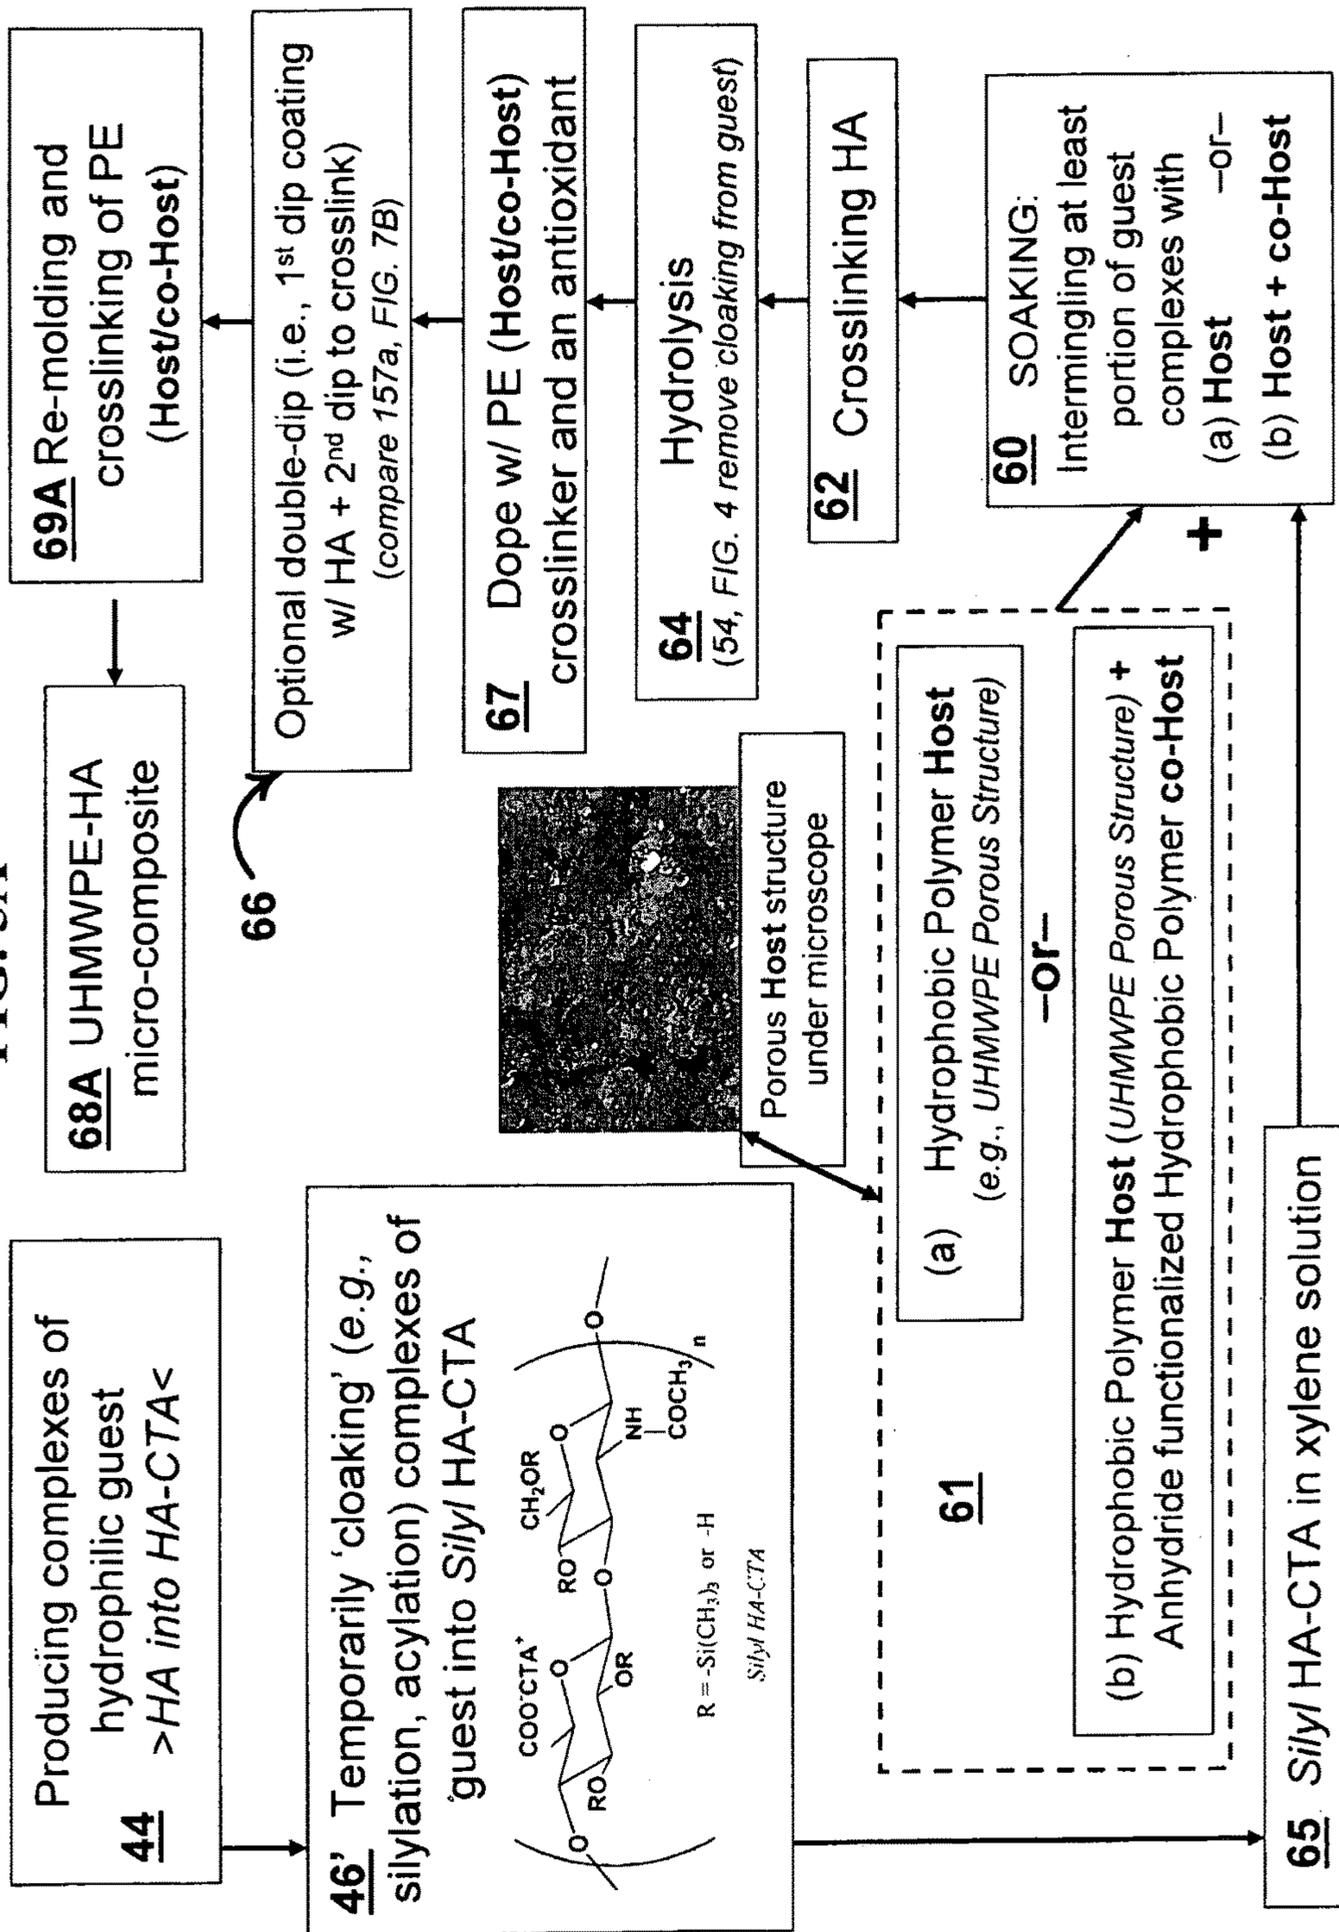 Producing complexes of
hydrophilic guest
44 >HA into HA-CTA<
46' Temporarily 'cloaking' (e.g.,
silylation, acylation) complexes of
guest into Silyl HA-CTA
COO-CTA+
O
CH2OR
O
O
RO
OR
O
RO
NH
COCH3
O
n
R = -Si(CH3)3 or -H
Silyl HA-CTA
65 Silyl HA-CTA in xylene solution
61
(a) Hydrophobic Polymer Host
(e.g., UHMWPE Porous Structure)
–or–
(b) Hydrophobic Polymer Host (UHMWPE Porous Structure) +
Anhydride functionalized Hydrophobic Polymer co-Host
Porous Host structure
under microscope
+
60 SOAKING:
Intermingling at least
portion of guest
complexes with
(a) Host –or–
(b) Host + co-Host
62 Crosslinking HA
64 Hydrolysis
(54, FIG. 4 remove cloaking from guest)
67 Dope w/ PE (Host/co-Host)
crosslinker and an antioxidant
66
Optional double-dip (i.e., 1st dip coating
w/ HA + 2nd dip to crosslink)
(compare 157a, FIG. 7B)
69A Re-molding and
crosslinking of PE
(Host/co-Host)
68A UHMWPE-HA
micro-composite